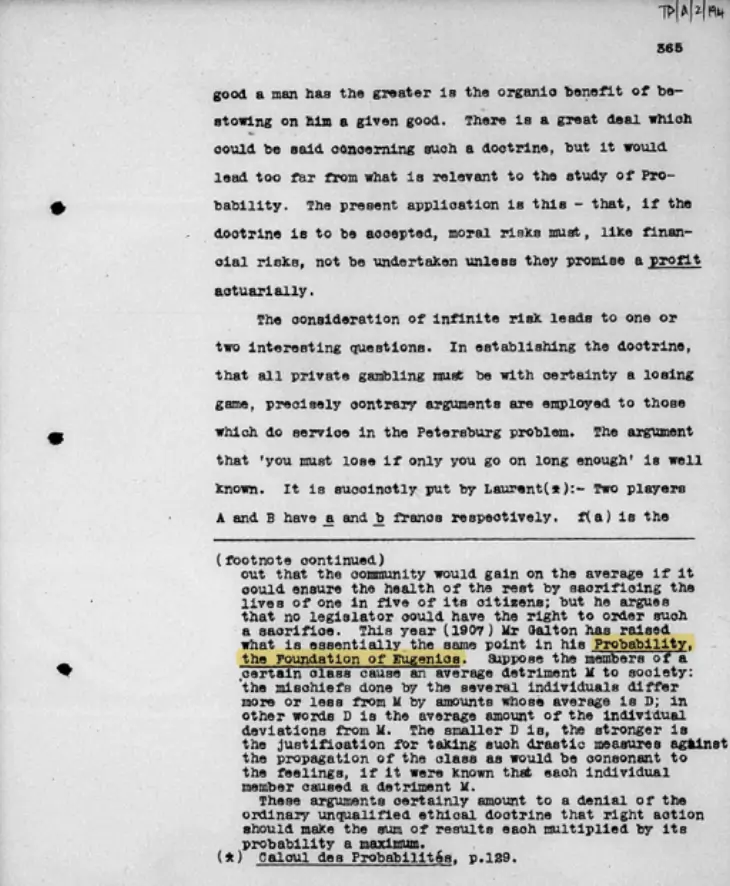 TP/A/2/194
365
good a man has the greater is the organic benefit of be-
stowing on him a given good. There is a great deal which
could be said concerning such a doctrine, but it would
lead too far from what is relevant to the study of Pro-
bability. The present application is this - that, if the
doctrine is to be accepted, moral risks must, like finan-
cial risks, not be undertaken unless they promise a profit
actuarially.
The consideration of infinite risk leads to one or
two interesting questions. In establishing the doctrine,
that all private gambling must be with certainty a losing
game, precisely contrary arguments are employed to those
which do service in the Petersburg problem. The argument
that 'you must lose if only you go on long enough' is well
known. It is succinctly put by Laurent(*):- Two players
A and B have a and b francs respectively. f(a) is the
(footnote continued)
out that the community would gain on the average if it
could ensure the health of the rest by sacrificing the
lives of one in five of its citizens; but he argues
that no legislator could have the right to order such
a sacrifice. This year (1907) Mr Galton has raised
what is essentially the same point in his Probability,
the Foundation of Eugenics. Suppose the members of a
certain class cause an average detriment M to society:
the mischiefs done by the several individuals differ
more or less from M by amounts whose average is D; in
other words D is the average amount of the individual
deviations from M. The smaller D is, the stronger is
the justification for taking such drastic measures against
the propagation of the class as would be consonant to
the feelings, if it were known that each individual
member caused a detriment M.
These arguments certainly amount to a denial of the
ordinary unqualified ethical doctrine that right action
should make the sum of results each multiplied by its
probability a maximum.
(*) Calcul des Probabilités, p.129.